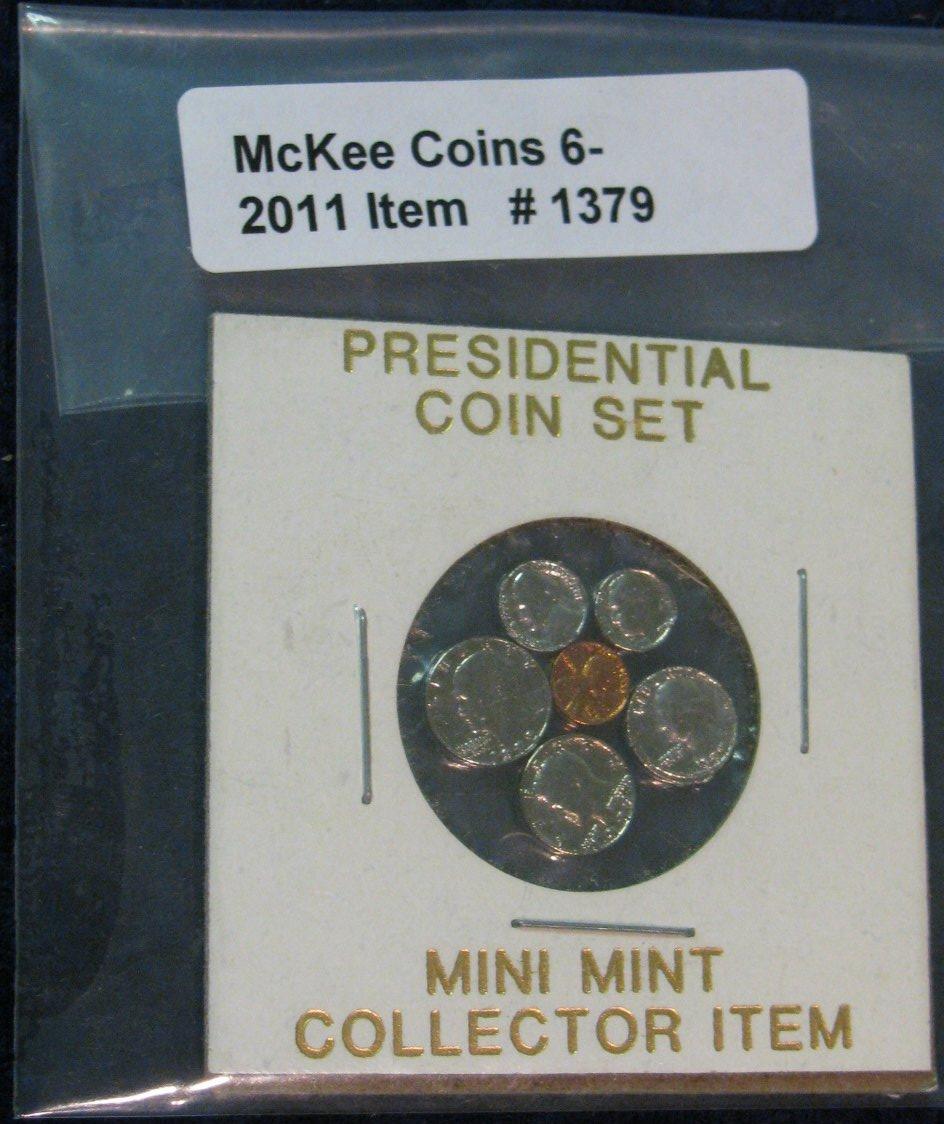 McKee Coins 6-
2011 Item # 1379
PRESIDENTIAL
COIN SET
MINI MINT
COLLECTOR ITEM